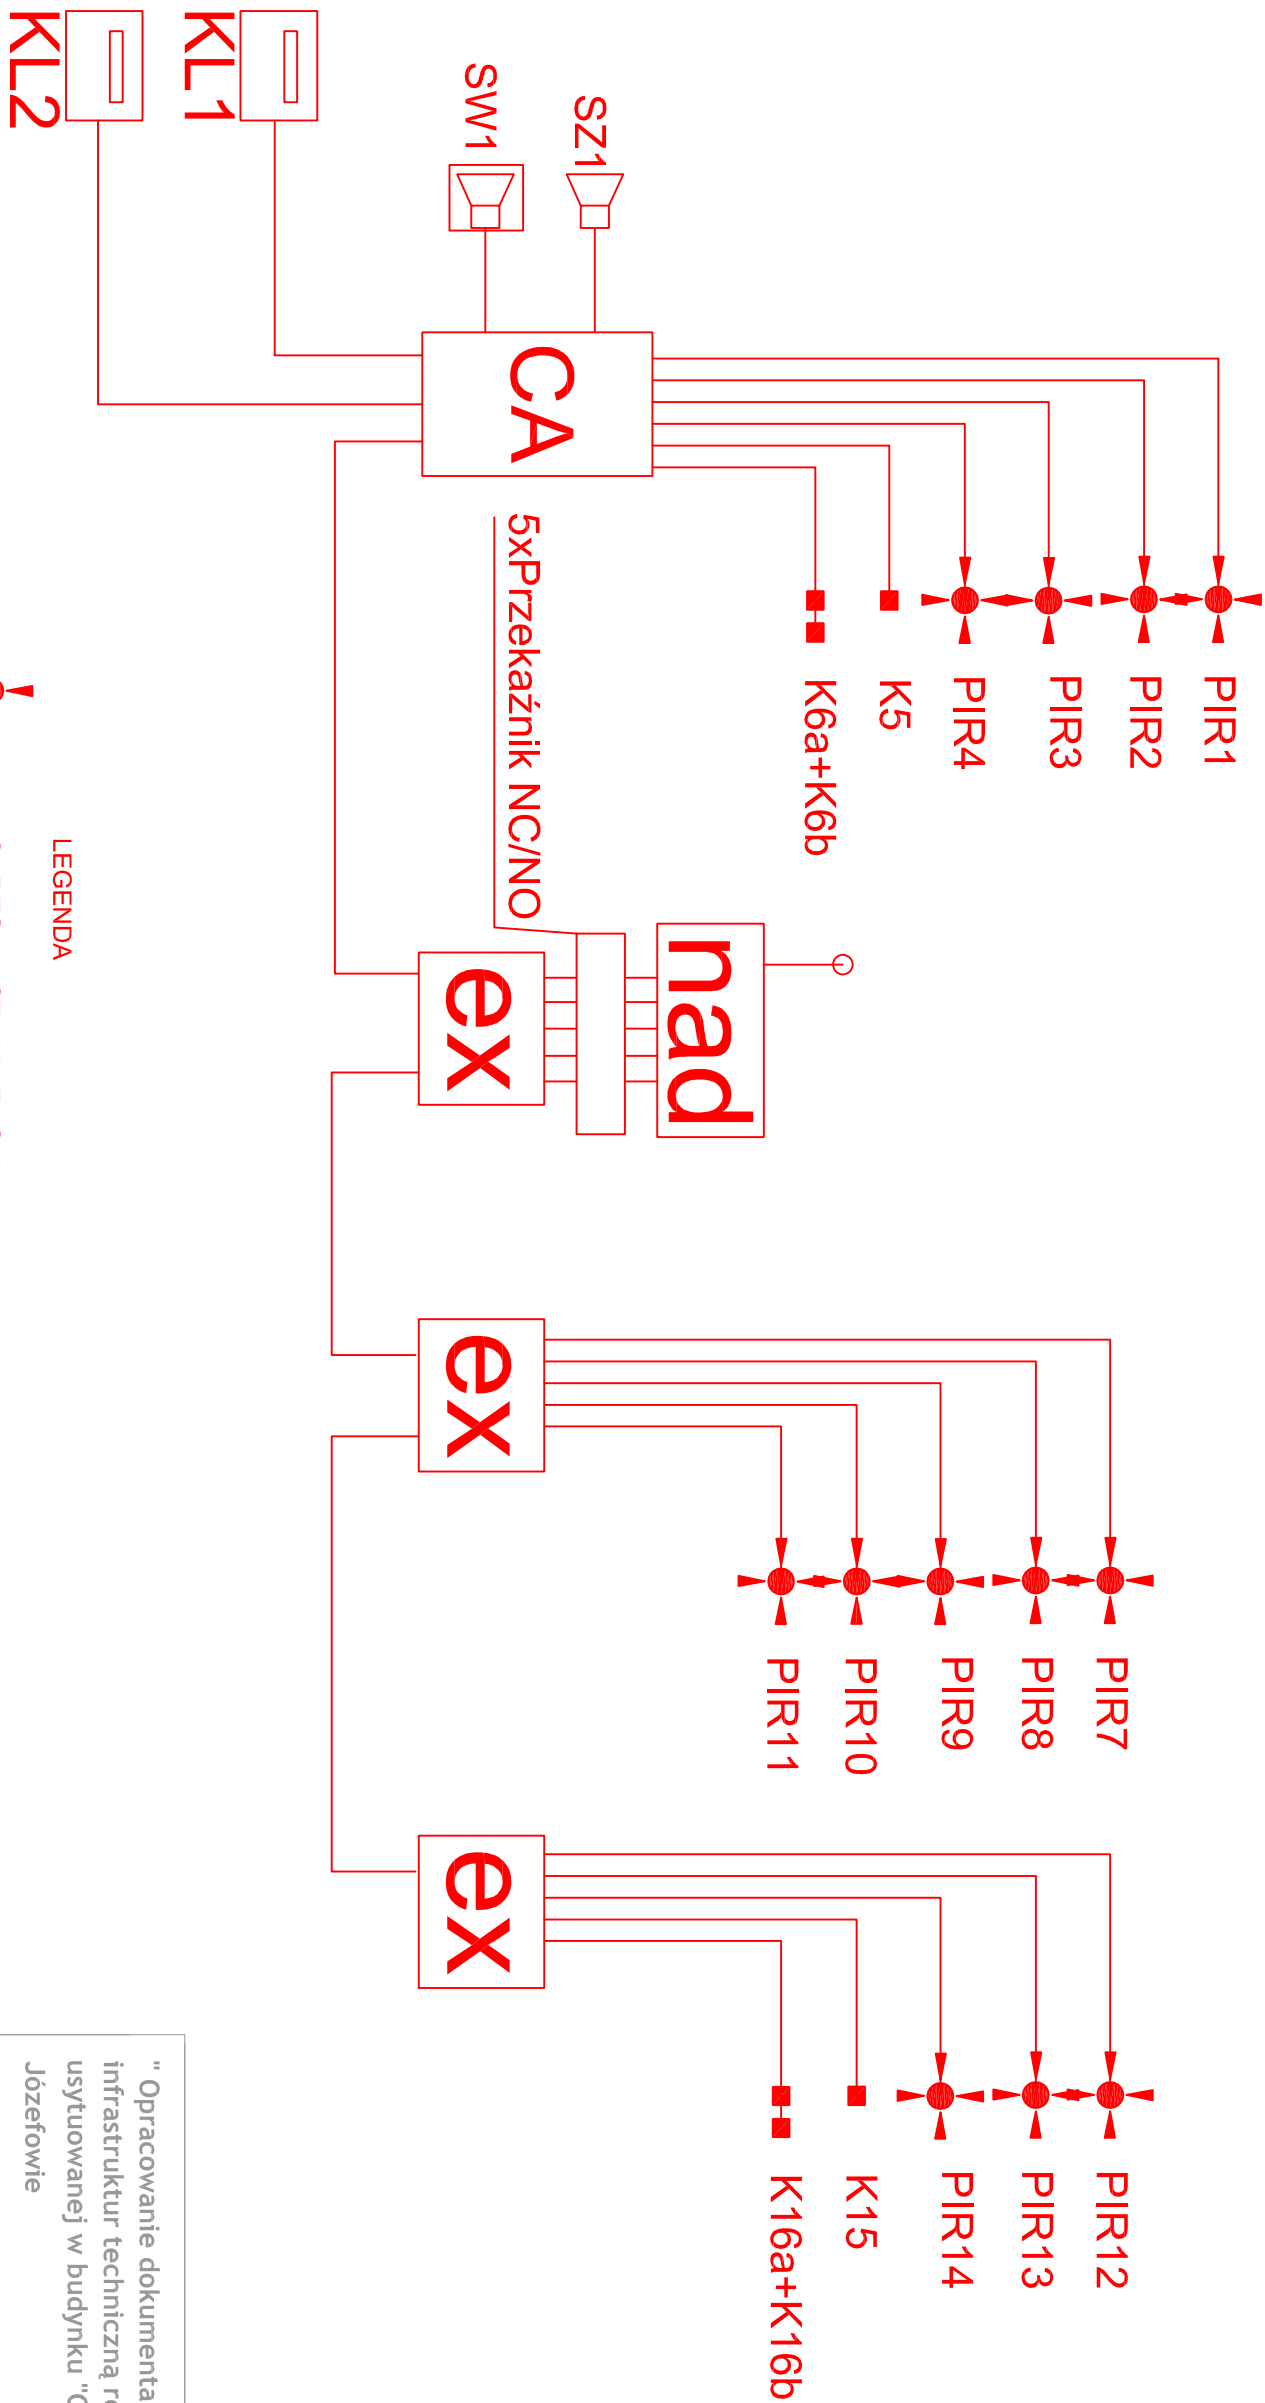 PIR1
PIR2
PIR3
PIR4
K5
K6a+K6b
SZ1
SW1
CA
KL1
KL2
5xPrzekaźnik NC/NO
nad
ex
PIR7
PIR8
PIR9
PIR10
PIR11
ex
PIR12
PIR13
PIR14
K15
K16a+K16b
ex
LEGENDA
" Opracowanie dokumenta
infrastruktur techniczną re
usytuowanej w budynku "
Józefowie